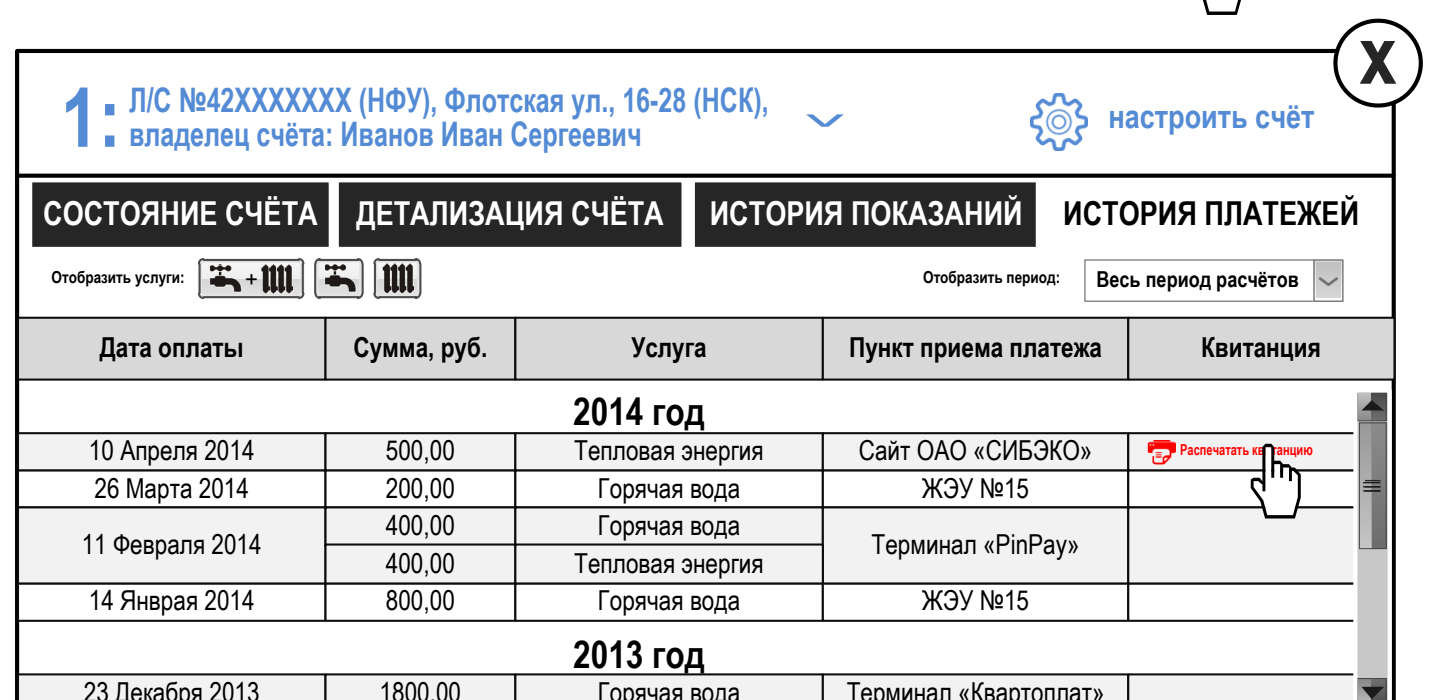 X
1: Л/С №42XXXXXXX (НФУ), Флотская ул., 16-28 (НСК),
владелец счёта: Иванов Иван Сергеевич
настроить счёт
СОСТОЯНИЕ СЧЁТА ДЕТАЛИЗАЦИЯ СЧЁТА ИСТОРИЯ ПОКАЗАНИЙ ИСТОРИЯ ПЛАТЕЖЕЙ
Отобразить услуги: + Отобразить период: Весь период расчётов
Дата оплаты Сумма, руб. Услуга Пункт приема платежа Квитанция
2014 год
10 Апреля 2014 500,00 Тепловая энергия Сайт ОАО «СИБЭКО» Распечатать квитанцию
26 Марта 2014 200,00 Горячая вода ЖЭУ №15
11 Февраля 2014 400,00 Горячая вода Терминал «PinPay»
400,00 Тепловая энергия
14 Янврая 2014 800,00 Горячая вода ЖЭУ №15
2013 год
23 Декабря 2013 1800,00 Горячая вода Терминал «Квартоплат»